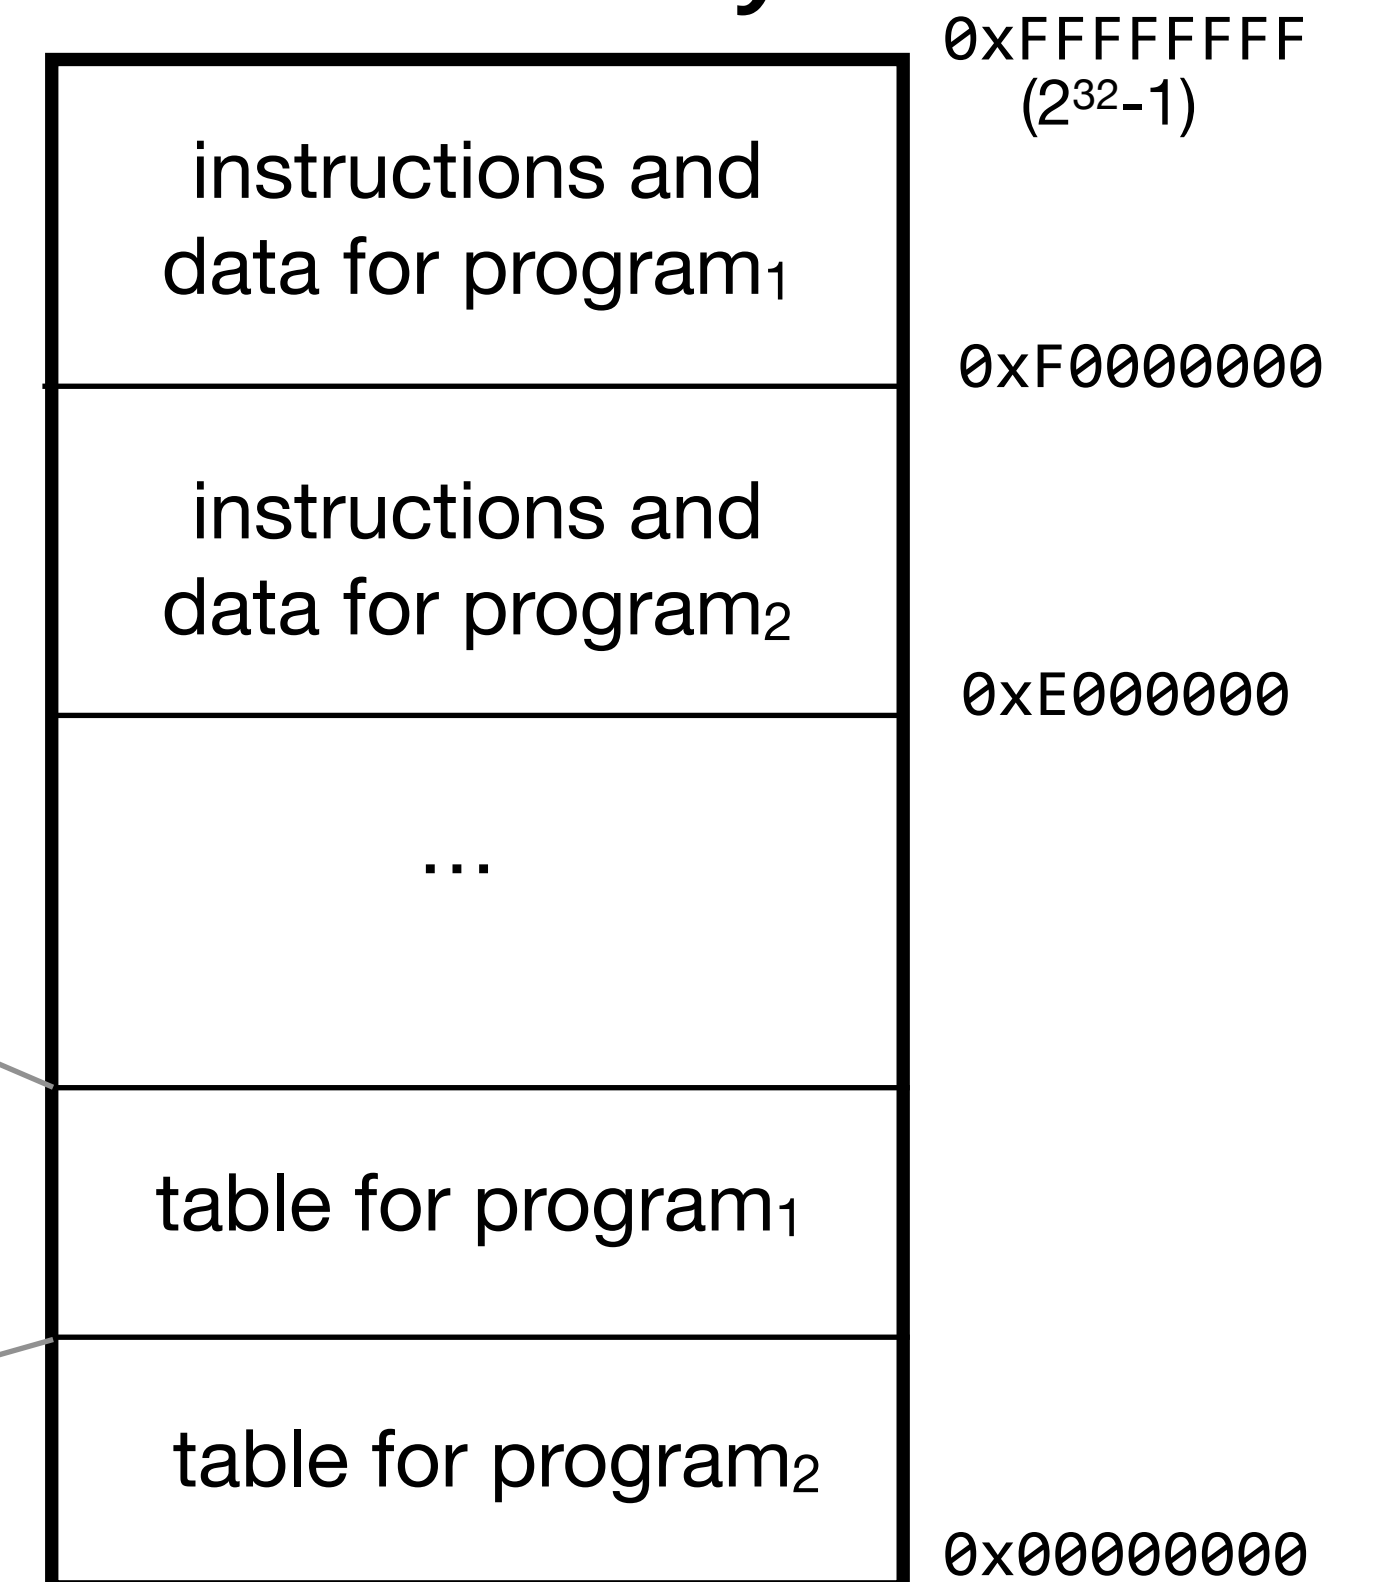 0xFFFFFFFF
(2³²-1)
instructions and
data for program₁
0xF0000000
instructions and
data for program₂
0xE000000
...
table for program₁
table for program₂
0x00000000